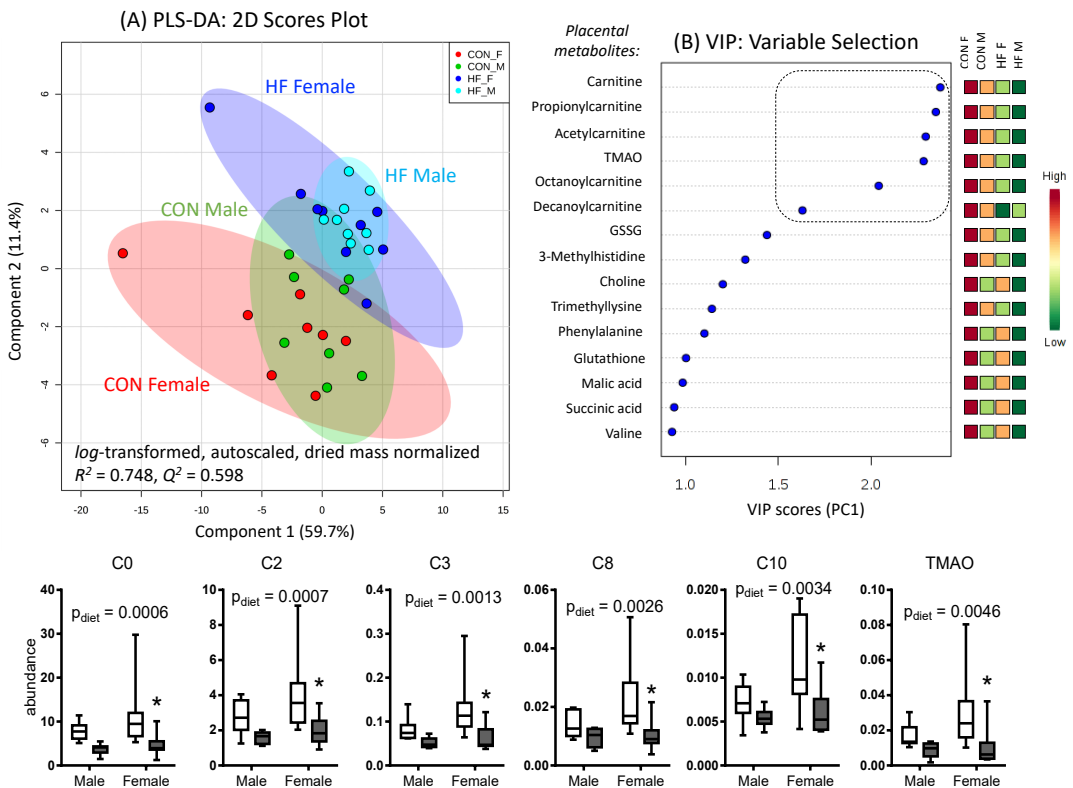 (A) PLS-DA: 2D Scores Plot
CON_F
CON_M
HF_F
HF_M
HF Female
HF Male
CON Male
CON Female
log-transformed, autoscaled, dried mass normalized
R² = 0.748, Q² = 0.598
Component 2 (11.4%)
6
4
2
0
-2
-4
-6
-20
-15
-10
-5
0
5
10
15
Component 1 (59.7%)
Placental
metabolites:
(B) VIP: Variable Selection
CON F
CON M
HF F
HF M
Carnitine
Propionylcarnitine
Acetylcarnitine
TMAO
Octanoylcarnitine
Decanoylcarnitine
GSSG
3-Methylhistidine
Choline
Trimethyllysine
Phenylalanine
Glutathione
Malic acid
Succinic acid
Valine
High
Low
1.0
1.5
2.0
VIP scores (PC1)
C0
abundance
40
30
20
10
0
p_diet = 0.0006
*
Male
Female
C2
10
8
6
4
2
0
p_diet = 0.0007
*
Male
Female
C3
0.4
0.3
0.2
0.1
0.0
p_diet = 0.0013
*
Male
Female
C8
0.06
0.04
0.02
0.00
p_diet = 0.0026
*
Male
Female
C10
0.020
0.015
0.010
0.005
0.000
p_diet = 0.0034
*
Male
Female
TMAO
0.10
0.08
0.06
0.04
0.02
0.00
p_diet = 0.0046
*
Male
Female